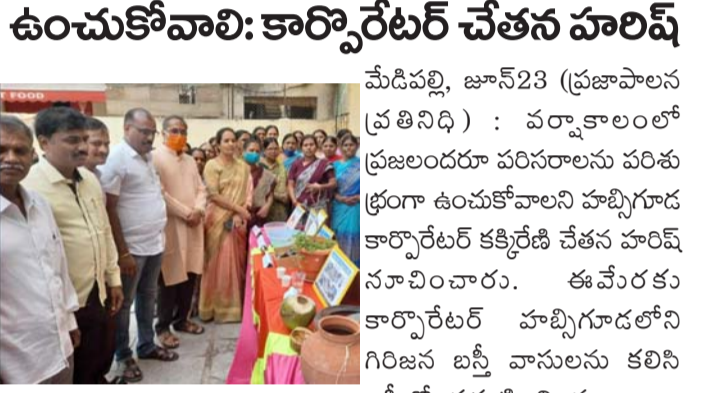 ఉంచుకోవాలి: కార్పొరేటర్ చేతన హరిష్
T FOOD
మేడిపల్లి, జూన్23 (ప్రజాపాలన
ప్రతినిధి) : వర్షాకాలంలో
ప్రజలందరూ పరిసరాలను పరిశు
భ్రంగా ఉంచుకోవాలని హబ్సిగూడ
కార్పొరేటర్ కక్కిరేణి చేతన హరిష్
సూచించారు. ఈమేరకు
కార్పొరేటర్ హబ్సిగూడలోని
గిరిజన బస్తీ వాసులను కలిసి